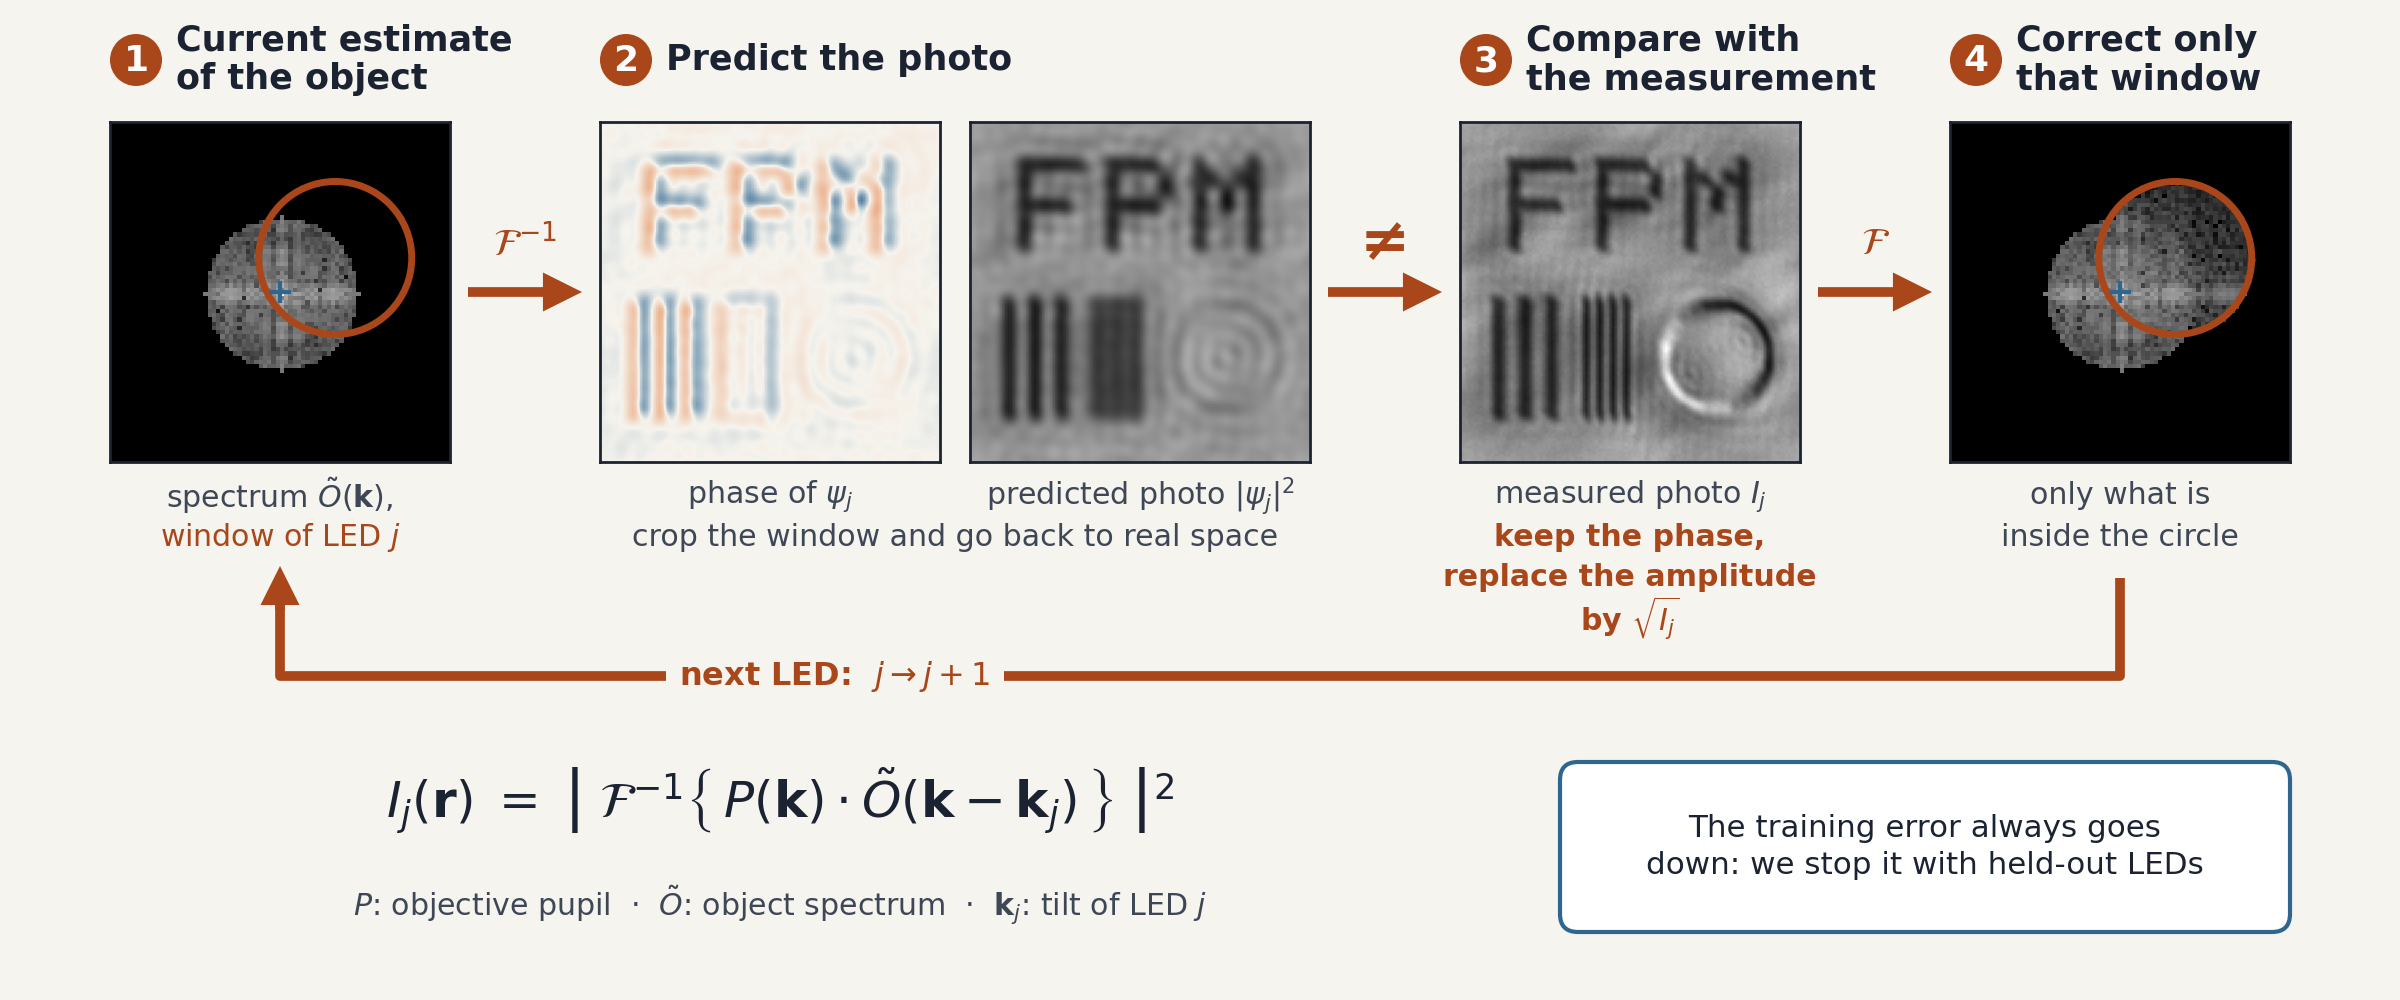 1 Current estimate
of the object
2 Predict the photo
3 Compare with
the measurement
4 Correct only
that window
ℱ⁻¹
FPM
FPM
≠
FPM
ℱ
spectrum Õ(k),
window of LED j
phase of ψⱼ
predicted photo |ψⱼ|²
crop the window and go back to real space
measured photo Iⱼ
keep the phase,
replace the amplitude
by √Iⱼ
only what is
inside the circle
next LED: j → j + 1
Iⱼ(r) = | ℱ⁻¹{ P(k) · Õ(k − kⱼ) } |²
P: objective pupil · Õ: object spectrum · kⱼ: tilt of LED j
The training error always goes
down: we stop it with held-out LEDs